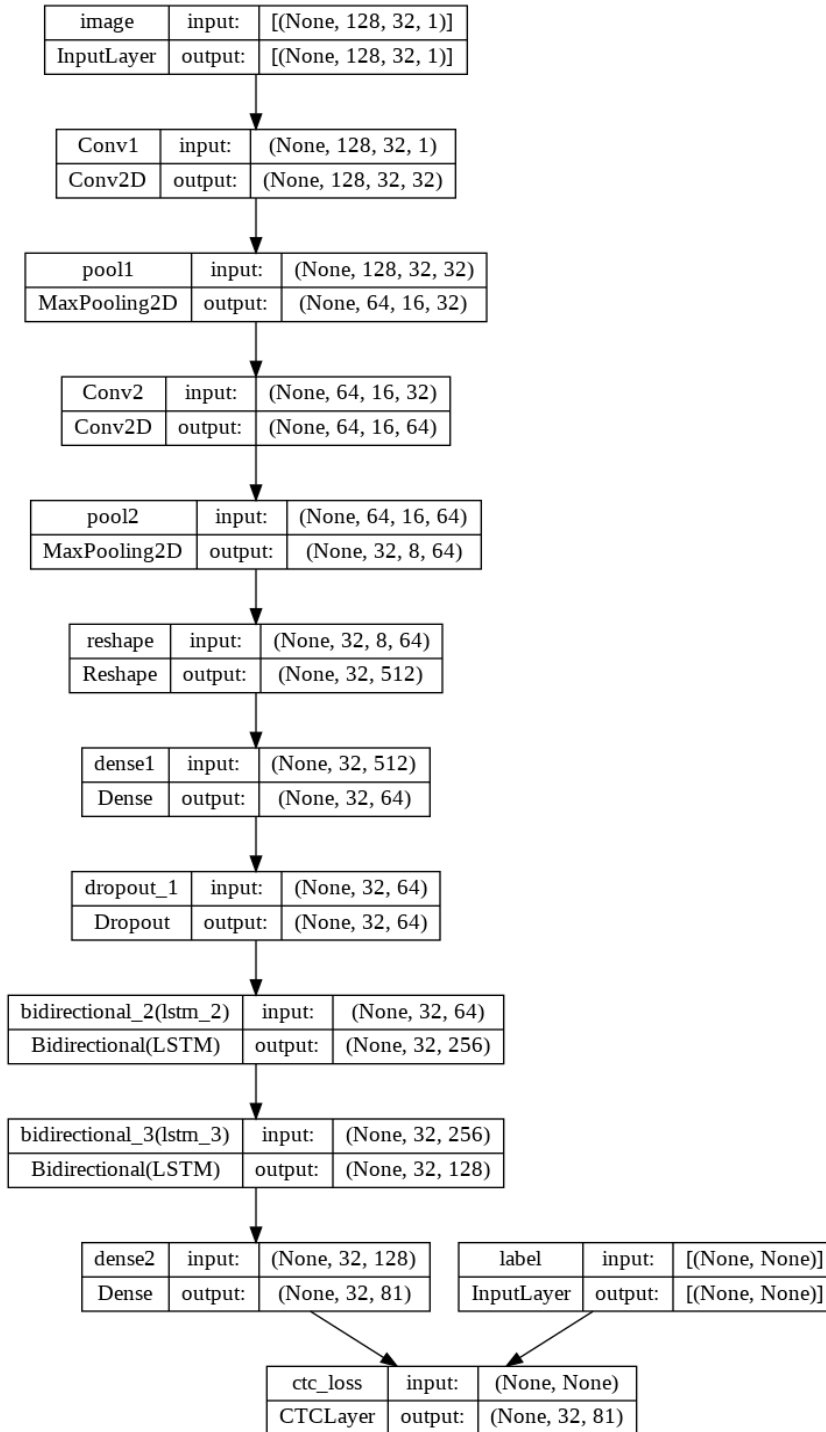 image input: [(None, 128, 32, 1)]
InputLayer output: [(None, 128, 32, 1)]
Conv1 input: (None, 128, 32, 1)
Conv2D output: (None, 128, 32, 32)
pool1 input: (None, 128, 32, 32)
MaxPooling2D output: (None, 64, 16, 32)
Conv2 input: (None, 64, 16, 32)
Conv2D output: (None, 64, 16, 64)
pool2 input: (None, 64, 16, 64)
MaxPooling2D output: (None, 32, 8, 64)
reshape input: (None, 32, 8, 64)
Reshape output: (None, 32, 512)
dense1 input: (None, 32, 512)
Dense output: (None, 32, 64)
dropout_1 input: (None, 32, 64)
Dropout output: (None, 32, 64)
bidirectional_2(lstm_2) input: (None, 32, 64)
Bidirectional(LSTM) output: (None, 32, 256)
bidirectional_3(lstm_3) input: (None, 32, 256)
Bidirectional(LSTM) output: (None, 32, 128)
dense2 input: (None, 32, 128)
Dense output: (None, 32, 81)
label input: [(None, None)]
InputLayer output: [(None, None)]
ctc_loss input: (None, None)
CTCLayer output: (None, 32, 81)